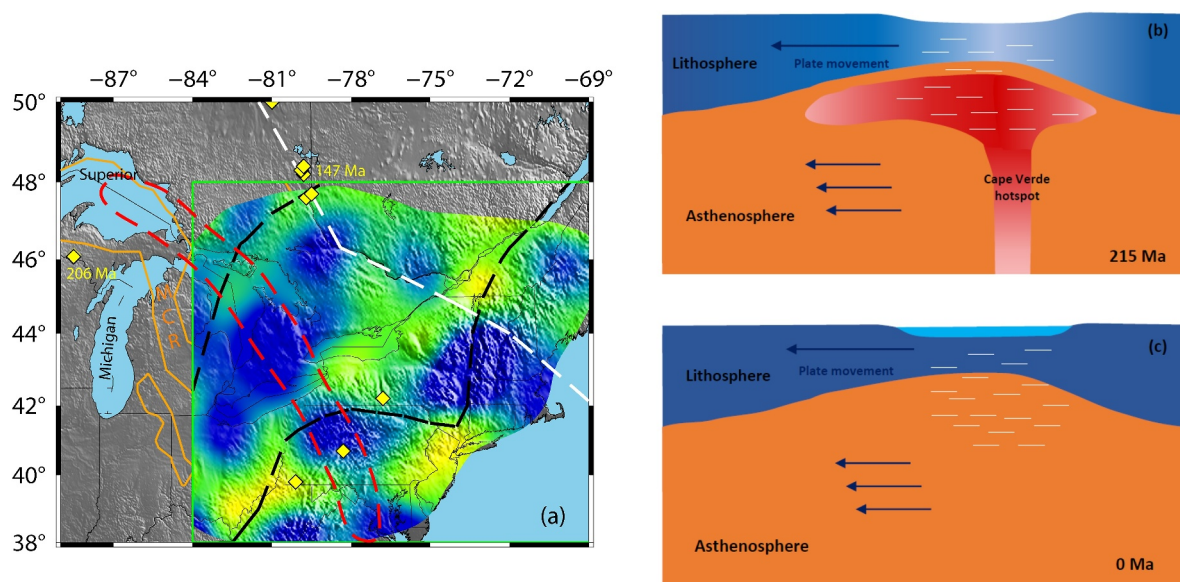 −87° −84° −81° −78° −75° −72° −69°
50°
48°
46°
44°
42°
40°
38°
Superior
147 Ma
206 Ma
Michigan
M
C
R
(a)
(b)
Lithosphere
Plate movement
Cape Verde
hotspot
Asthenosphere
215 Ma
(c)
Lithosphere
Plate movement
Asthenosphere
0 Ma